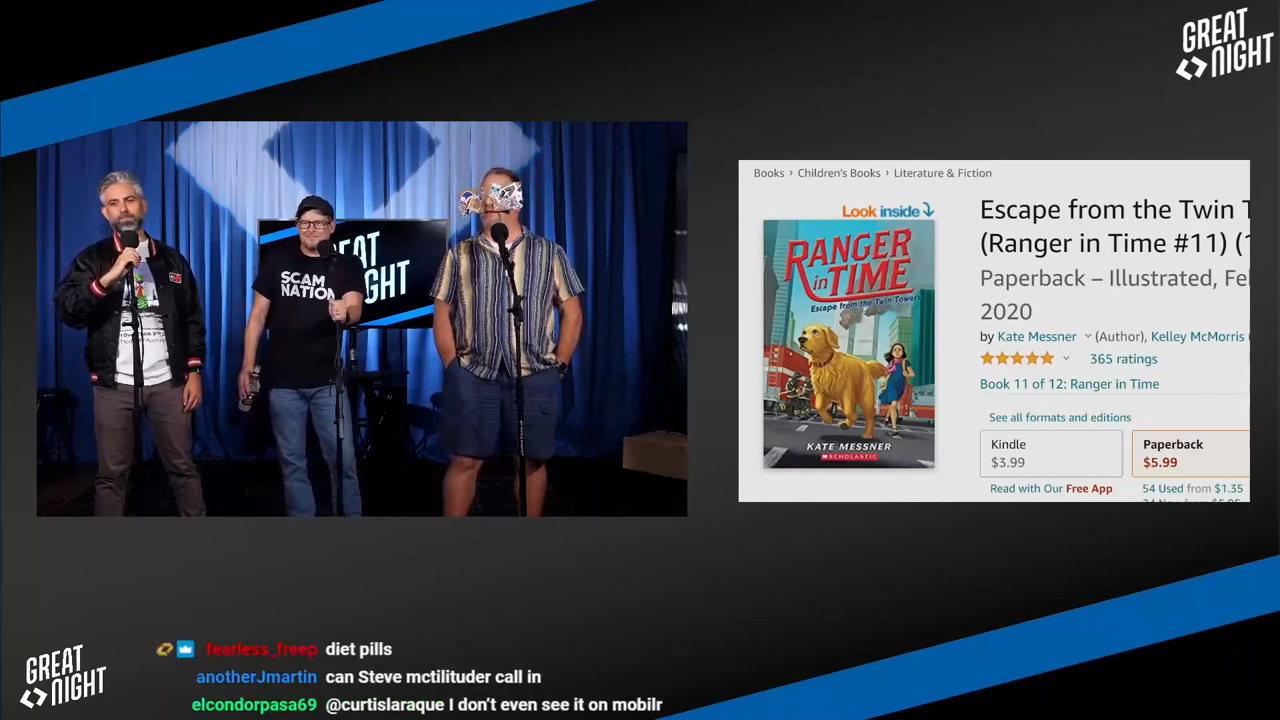 GREAT
NIGHT
SCAM
NATION
EAT
GHT
Books › Children's Books › Literature & Fiction
Look inside
RANGER
in TIME
Escape from the Twin Towers
KATE MESSNER
SCHOLASTIC
Escape from the Twin T
(Ranger in Time #11) (1
Paperback – Illustrated, Fe
2020
by Kate Messner (Author), Kelley McMorris
365 ratings
Book 11 of 12: Ranger in Time
See all formats and editions
Kindle
$3.99
Paperback
$5.99
Read with Our Free App
54 Used from $1.35
GREAT
NIGHT
fearless_freep diet pills
anotherJmartin can Steve mctilituder call in
elcondorpasa69 @curtislaraque I don't even see it on mobilr